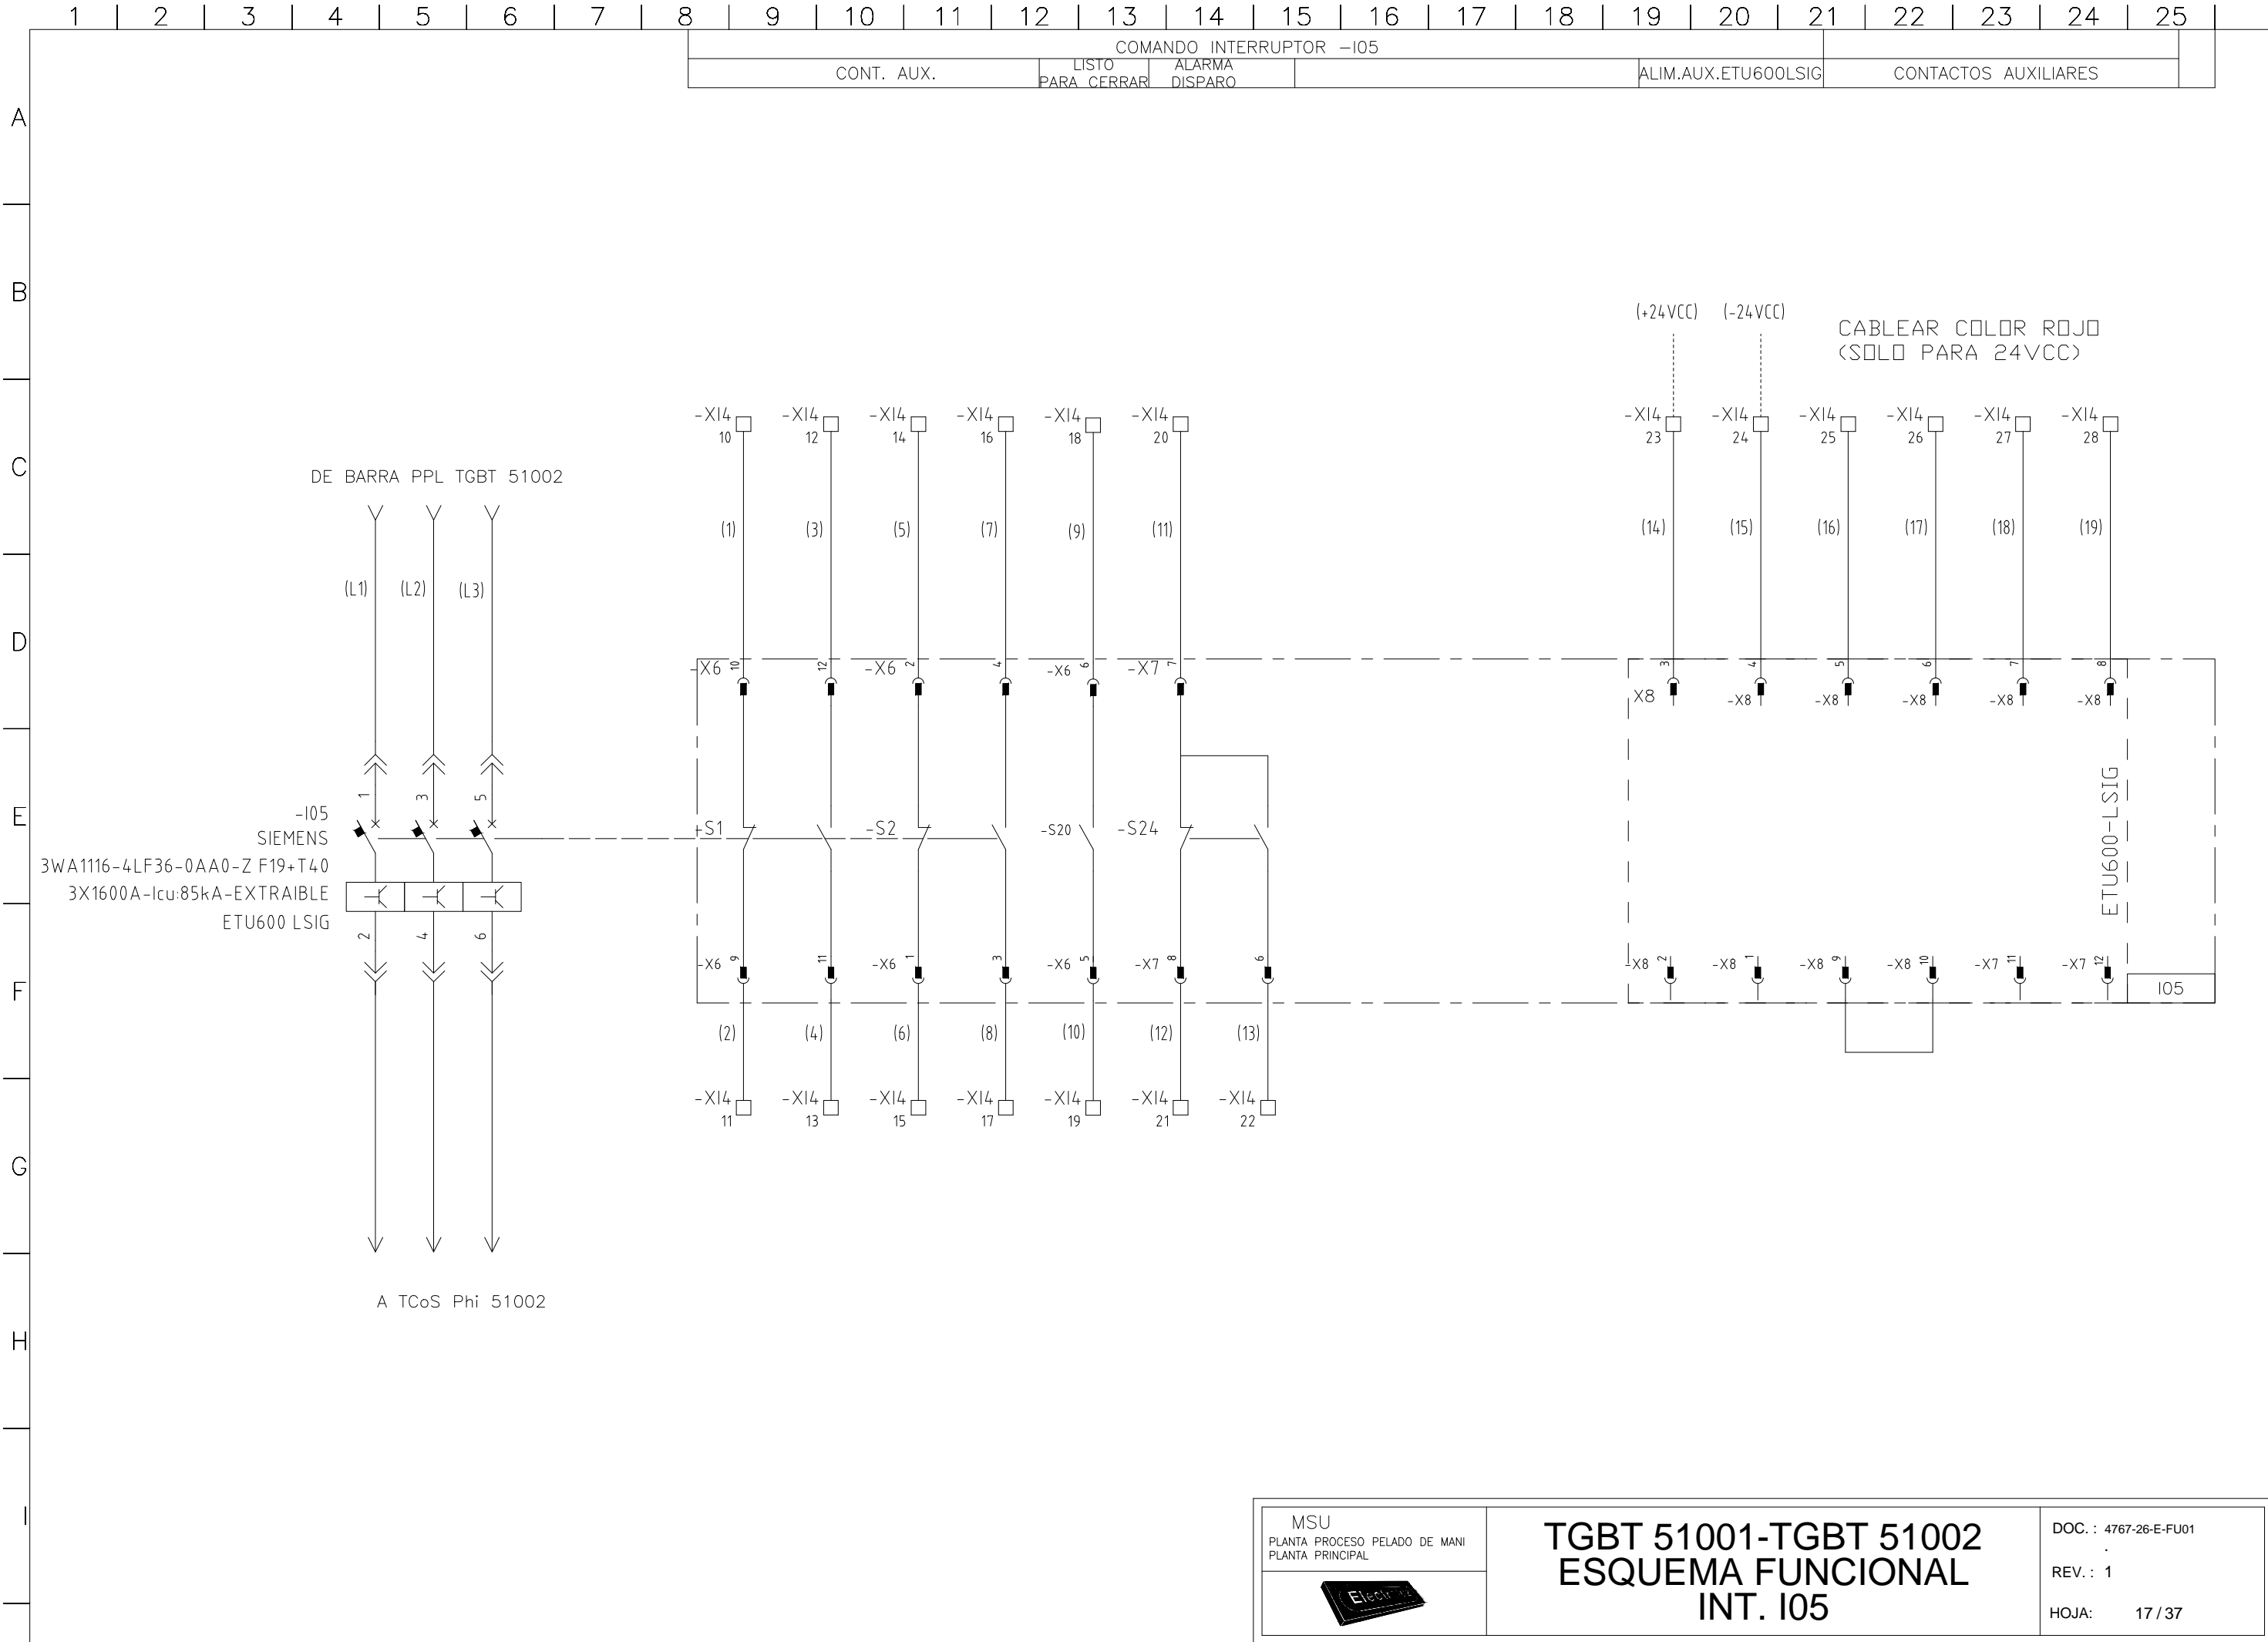 1 2 3 4 5 6 7 8 9 10 11 12 13 14 15 16 17 18 19 20 21 22 23 24 25
COMANDO INTERRUPTOR -I05
CONT. AUX.
LISTO
PARA CERRAR
ALARMA
DISPARO
ALIM.AUX.ETU600LSIG
CONTACTOS AUXILIARES
A
B
(+24VCC) (-24VCC)
CABLEAR COLOR ROJO
(SOLO PARA 24VCC)
-XI4 -XI4 -XI4 -XI4 -XI4 -XI4 -XI4 -XI4 -XI4 -XI4 -XI4 -XI4
10 12 14 16 18 20 23 24 25 26 27 28
C
DE BARRA PPL TGBT 51002
(1) (3) (5) (7) (9) (11) (14) (15) (16) (17) (18) (19)
(L1) (L2) (L3)
D
-X6 10 12 -X6 2 4 -X6 6 -X7 7 3 4 5 6 7 8
X8 -X8 -X8 -X8 -X8 -X8
1 3 5
E
-I05
SIEMENS
3WA1116-4LF36-0AA0-Z F19+T40
3X1600A-Icu:85kA-EXTRAIBLE
ETU600 LSIG
-S1 -S2 -S20 -S24
ETU600-LSIG
2 4 6
-X6 9 11 -X6 1 3 -X6 5 -X7 8 6 -X8 2 -X8 1 -X8 9 -X8 10 -X7 11 -X7 12
F
I05
(2) (4) (6) (8) (10) (12) (13)
-XI4 -XI4 -XI4 -XI4 -XI4 -XI4 -XI4
11 13 15 17 19 21 22
G
A TCoS Phi 51002
H
I
MSU
PLANTA PROCESO PELADO DE MANI
PLANTA PRINCIPAL
TGBT 51001-TGBT 51002
ESQUEMA FUNCIONAL
INT. I05
DOC. : 4767-26-E-FU01
.
REV. : 1
HOJA: 17 / 37